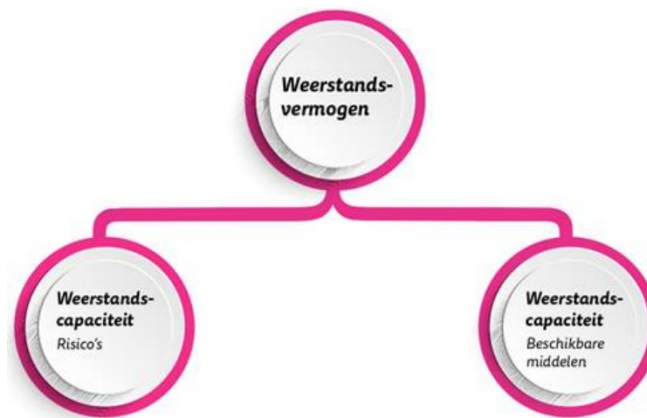 Weerstands-
vermogen
Weerstands-
capaciteit
Risico's
Weerstands-
capaciteit
Beschikbare
middelen